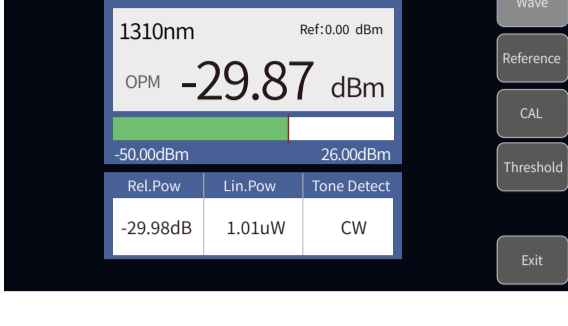 Wave
1310nm Ref:0.00 dBm
OPM -29.87 dBm
Reference
CAL
-50.00dBm 26.00dBm
Threshold
Rel.Pow Lin.Pow Tone Detect
-29.98dB 1.01uW CW
Exit